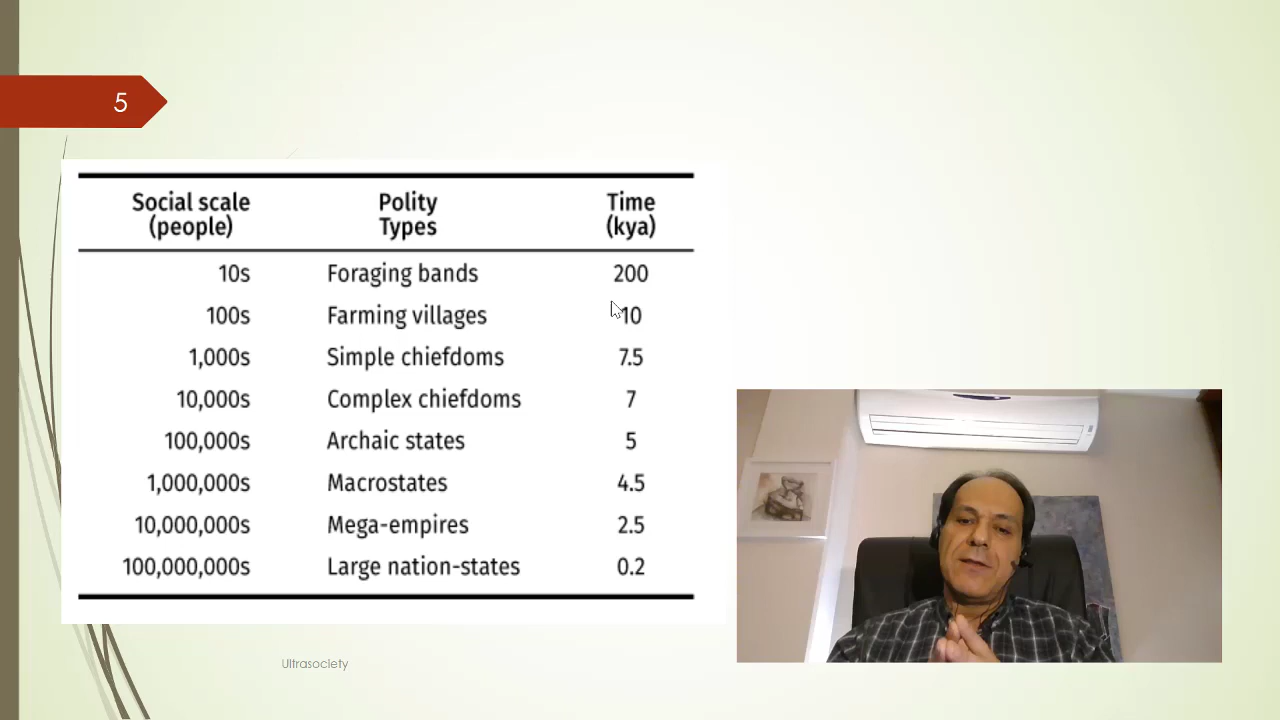 5
Social scale Polity Time
(people) Types (kya)
10s Foraging bands 200
100s Farming villages 10
1,000s Simple chiefdoms 7.5
10,000s Complex chiefdoms 7
100,000s Archaic states 5
1,000,000s Macrostates 4.5
10,000,000s Mega-empires 2.5
100,000,000s Large nation-states 0.2
Ultrasociety